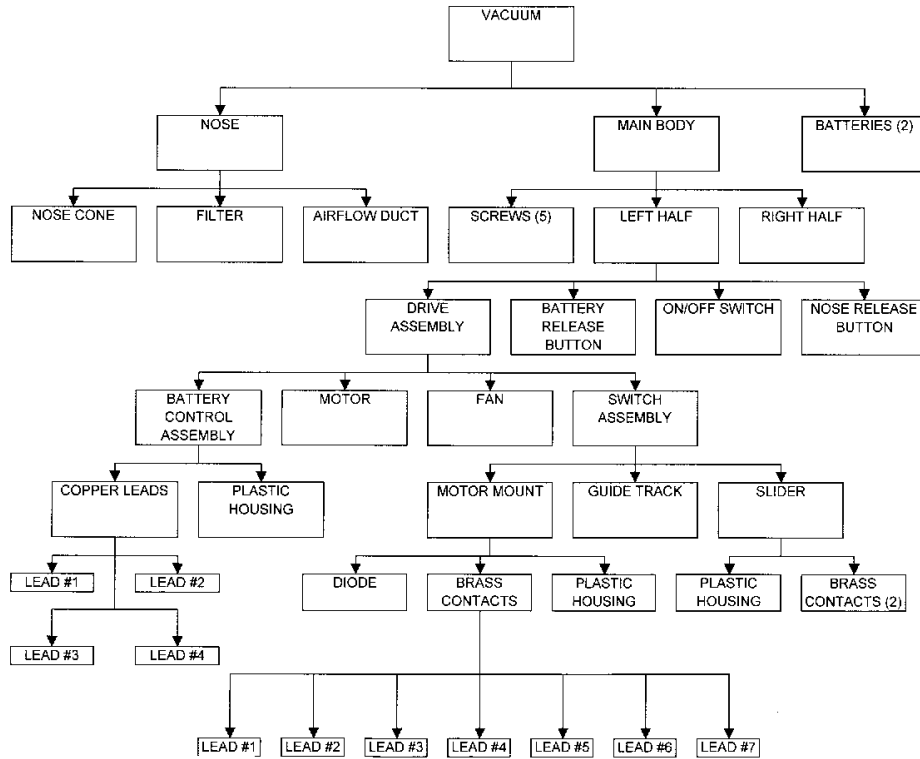 VACUUM
NOSE
MAIN BODY
BATTERIES (2)
NOSE CONE
FILTER
AIRFLOW DUCT
SCREWS (5)
LEFT HALF
RIGHT HALF
DRIVE
ASSEMBLY
BATTERY
RELEASE
BUTTON
ON/OFF SWITCH
NOSE RELEASE
BUTTON
BATTERY
CONTROL
ASSEMBLY
MOTOR
FAN
SWITCH
ASSEMBLY
COPPER LEADS
PLASTIC
HOUSING
MOTOR MOUNT
GUIDE TRACK
SLIDER
LEAD #1
LEAD #2
DIODE
BRASS
CONTACTS
PLASTIC
HOUSING
PLASTIC
HOUSING
BRASS
CONTACTS (2)
LEAD #3
LEAD #4
LEAD #1
LEAD #2
LEAD #3
LEAD #4
LEAD #5
LEAD #6
LEAD #7